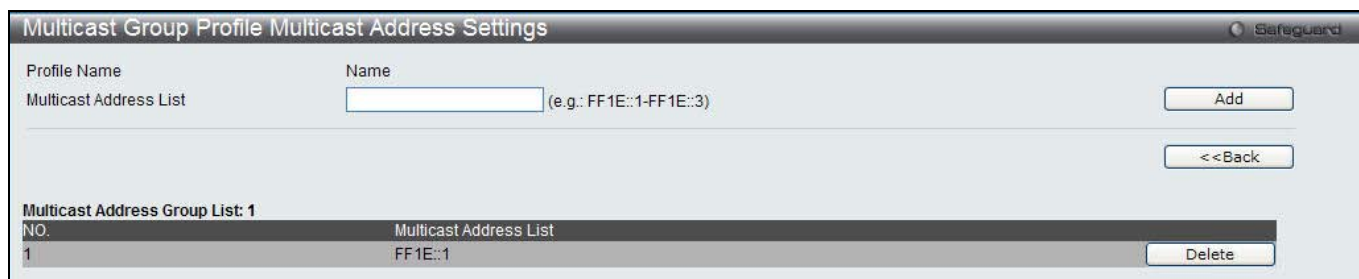 Multicast Group Profile Multicast Address Settings Safeguard
Profile Name Name
Multicast Address List (e.g.: FF1E::1-FF1E::3) Add
<<Back
Multicast Address Group List: 1
NO. Multicast Address List
1 FF1E::1 Delete